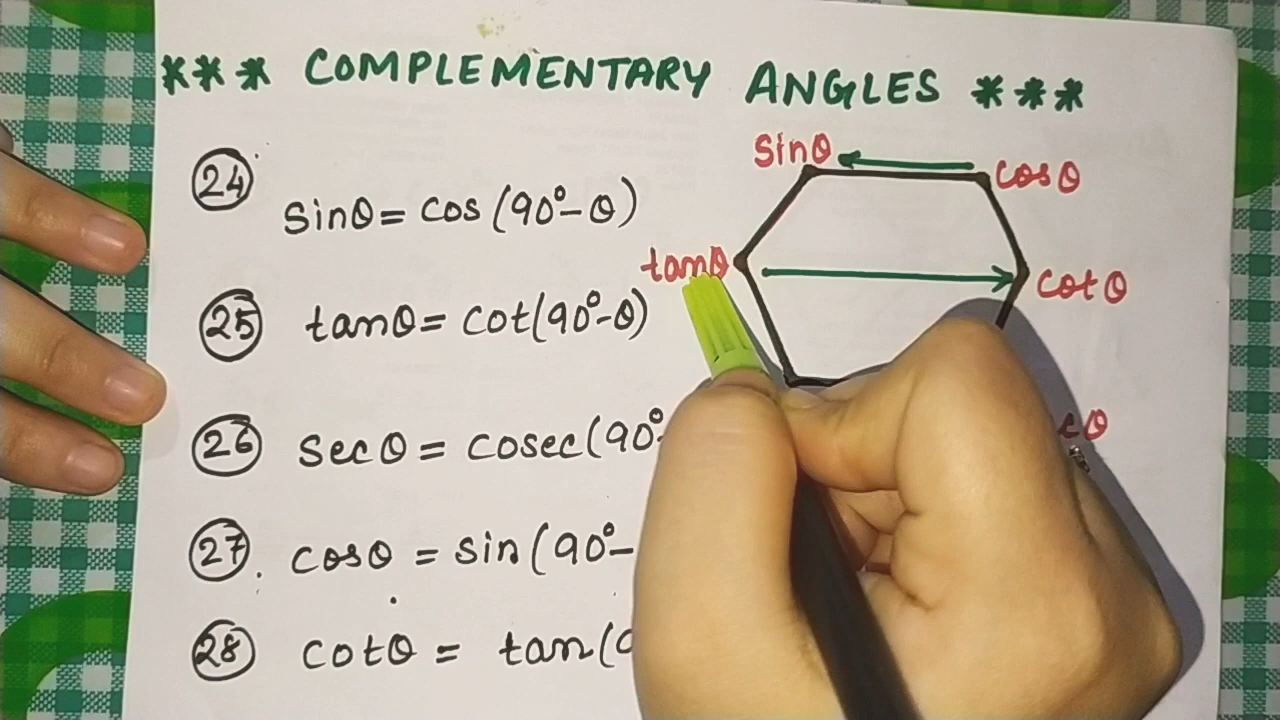 *** COMPLEMENTARY ANGLES ***
24 sinθ = cos (90°-θ)
25 tanθ = cot(90°-θ)
26 secθ = cosec(90°-
27. cosθ = sin(90°-
28 cotθ = tan(
sinθ
cosθ
tanθ
cotθ
cθ